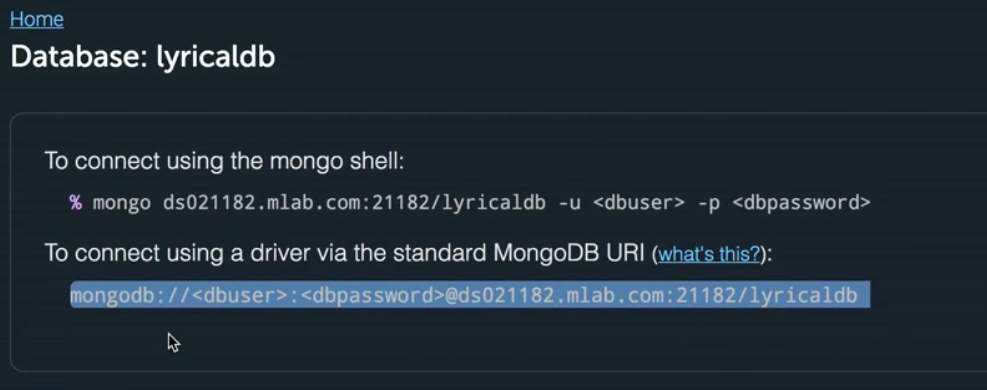 Home
Database: lyricaldb
To connect using the mongo shell:
% mongo ds021182.mlab.com:21182/lyricaldb -u <dbuser> -p <dbpassword>
To connect using a driver via the standard MongoDB URI (what's this?):
mongodb://<dbuser>:<dbpassword>@ds021182.mlab.com:21182/lyricaldb